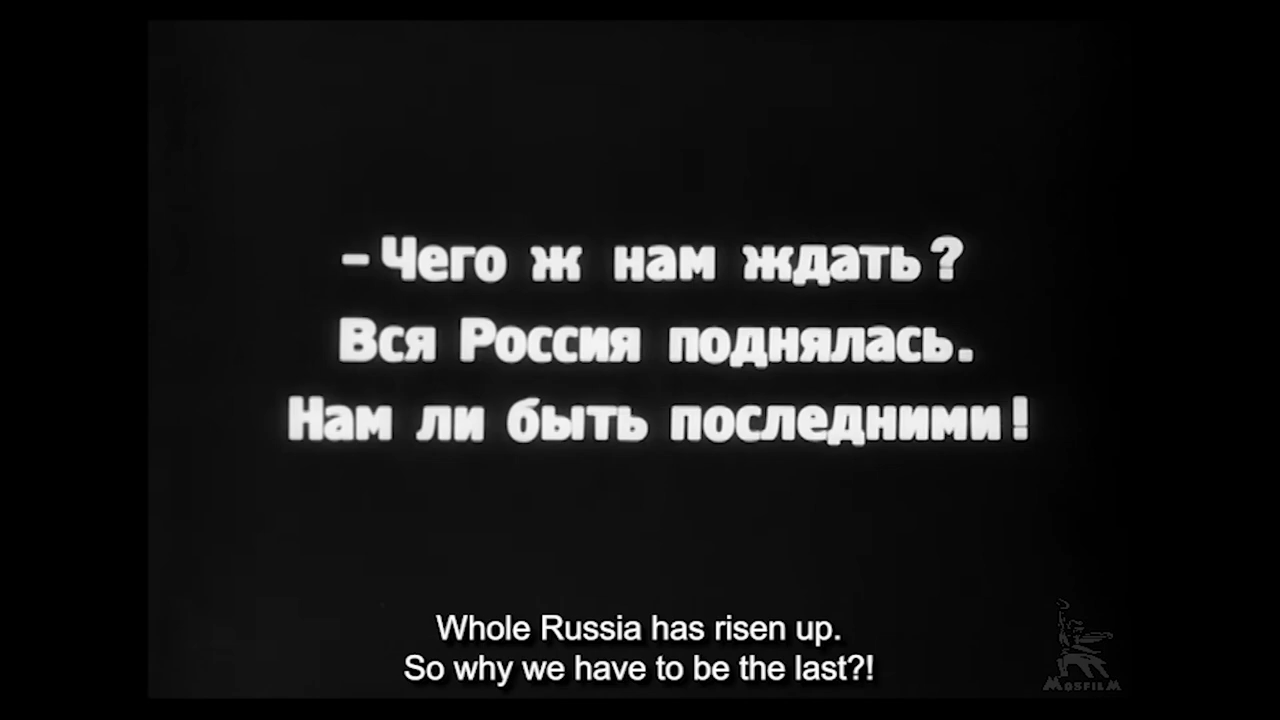 –Чего ж нам ждать?
Вся Россия поднялась.
Нам ли быть последними!
Whole Russia has risen up.
So why we have to be the last?!
MOSFILM